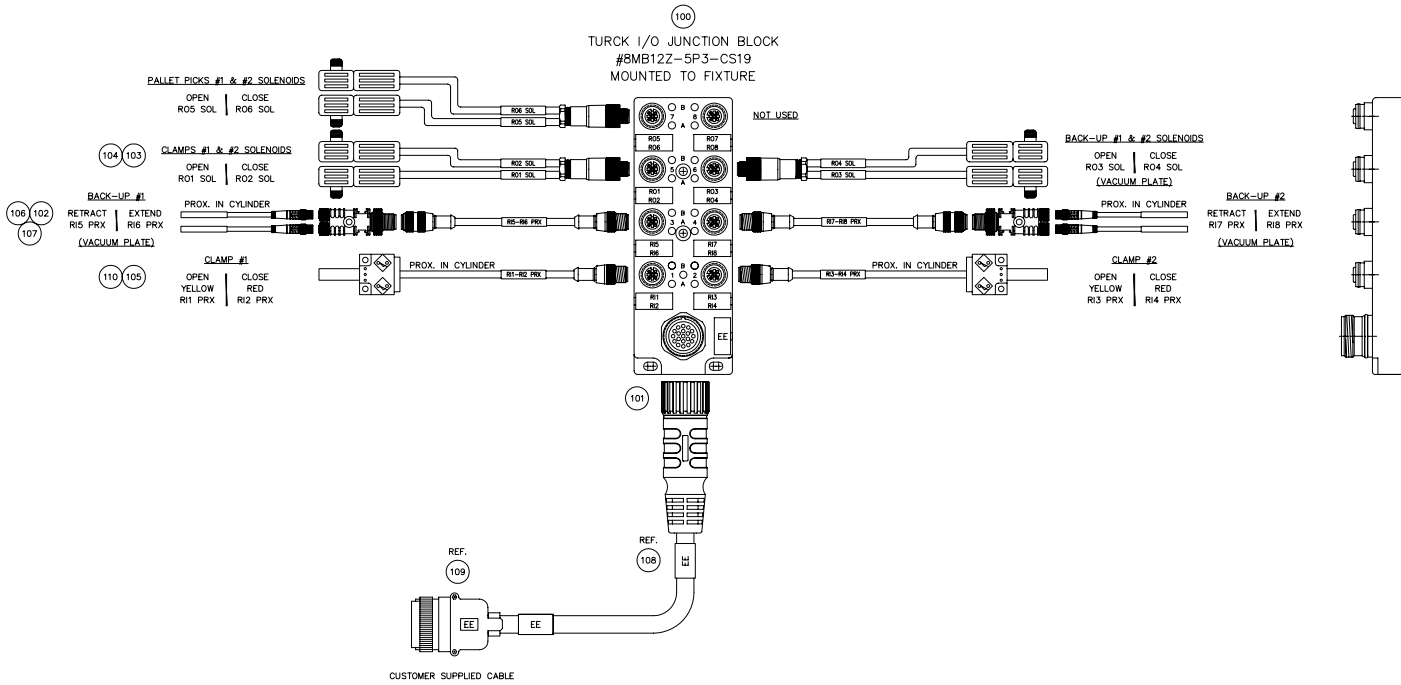 100
TURCK I/O JUNCTION BLOCK
#8MB12Z-5P3-CS19
MOUNTED TO FIXTURE
PALLET PICKS #1 & #2 SOLENOIDS
OPEN CLOSE
RO5 SOL RO6 SOL
RO6 SOL
RO5 SOL
104 103
CLAMPS #1 & #2 SOLENOIDS
OPEN CLOSE
RO1 SOL RO2 SOL
RO2 SOL
RO1 SOL
106 102
107
BACK-UP #1
RETRACT EXTEND
RI5 PRX RI6 PRX
(VACUUM PLATE)
PROX. IN CYLINDER
RI5-RI6 PRX
110 105
CLAMP #1
OPEN CLOSE
YELLOW RED
RI1 PRX RI2 PRX
PROX. IN CYLINDER
RI1-RI2 PRX
B
7 8
A
RO5 RO7
RO6 RO8
B
5 6
A
RO1 RO3
RO2 RO4
B
3 A 4
RI5 RI7
RI6 RI8
B B
1 2
A A
RI1 RI3
RI2 RI4
EE
NOT USED
RO4 SOL
RO3 SOL
BACK-UP #1 & #2 SOLENOIDS
OPEN CLOSE
RO3 SOL RO4 SOL
(VACUUM PLATE)
RI7-RI8 PRX
PROX. IN CYLINDER
BACK-UP #2
RETRACT EXTEND
RI7 PRX RI8 PRX
(VACUUM PLATE)
RI3-RI4 PRX
PROX. IN CYLINDER
CLAMP #2
OPEN CLOSE
YELLOW RED
RI3 PRX RI4 PRX
101
REF.
108
EE
REF.
109
EE
EE
CUSTOMER SUPPLIED CABLE